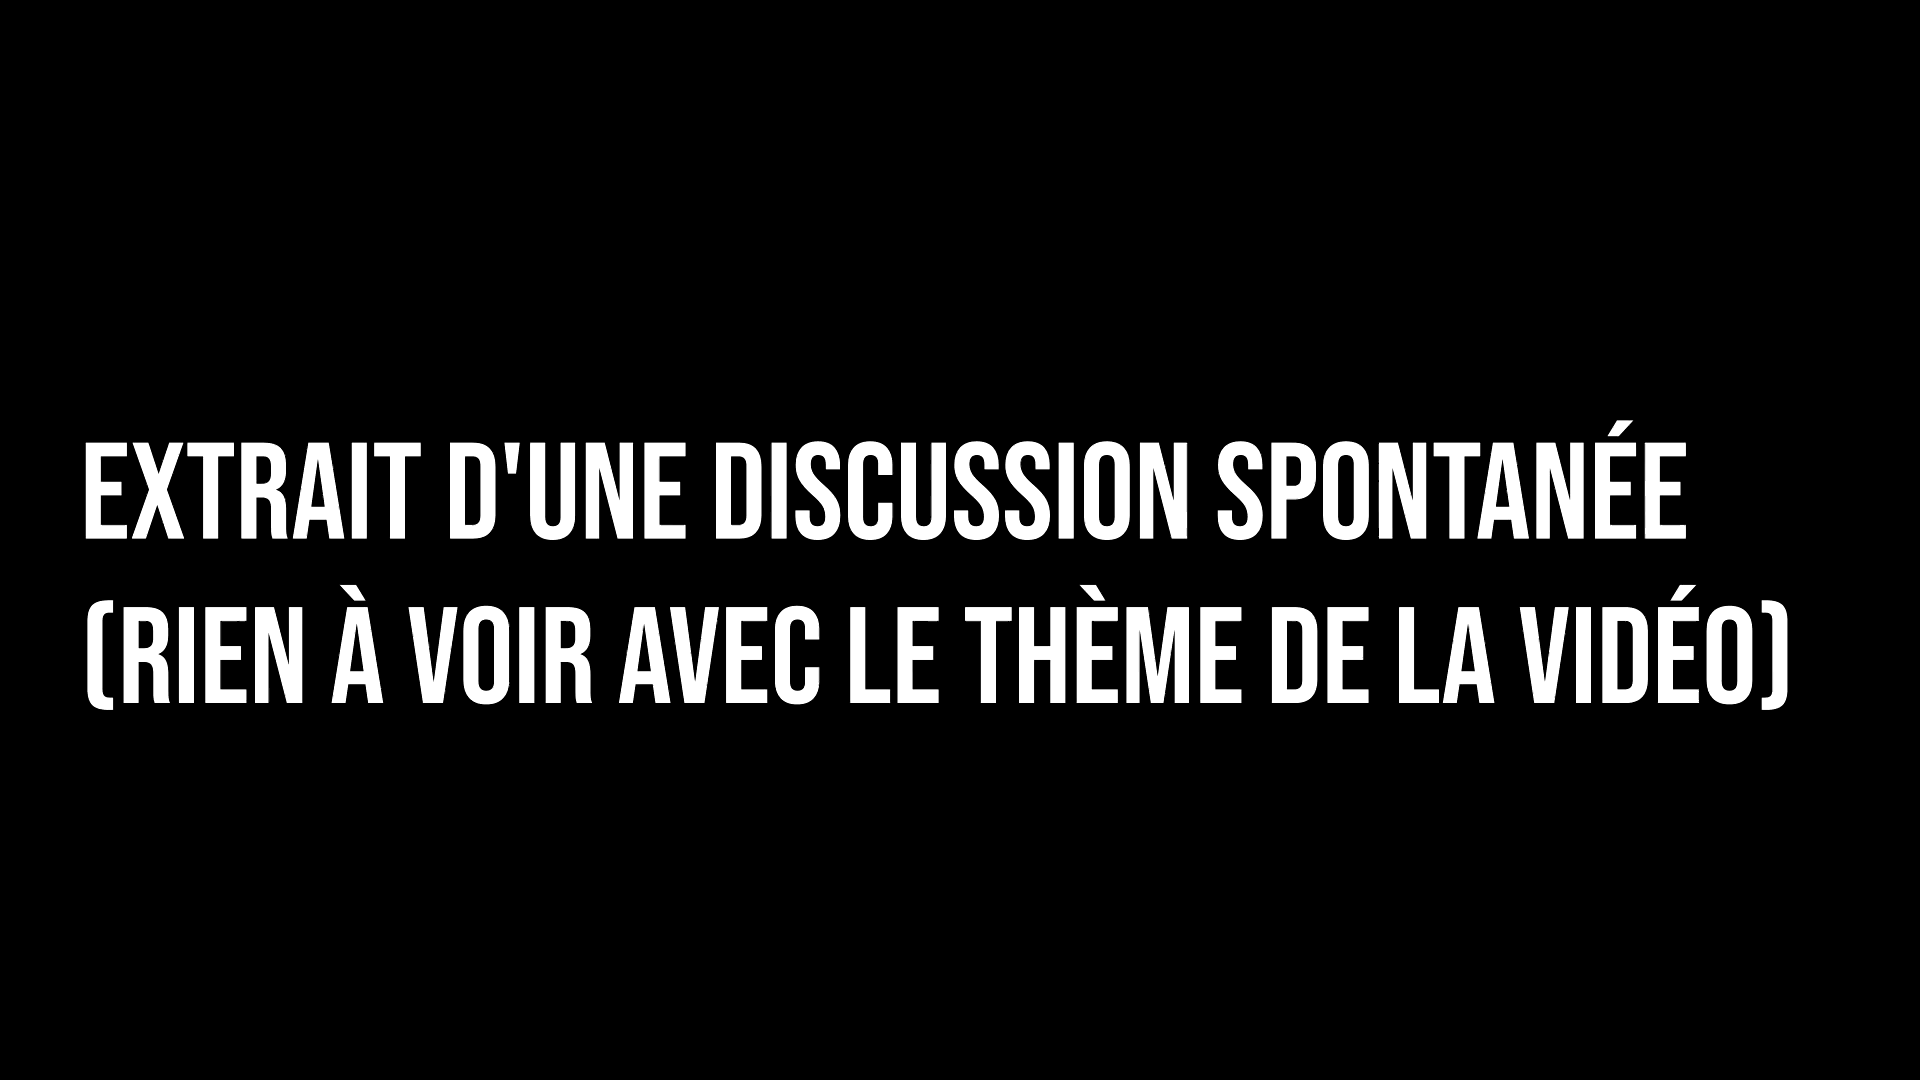 EXTRAIT D'UNE DISCUSSION SPONTANÉE
(RIEN À VOIR AVEC LE THÈME DE LA VIDÉO)